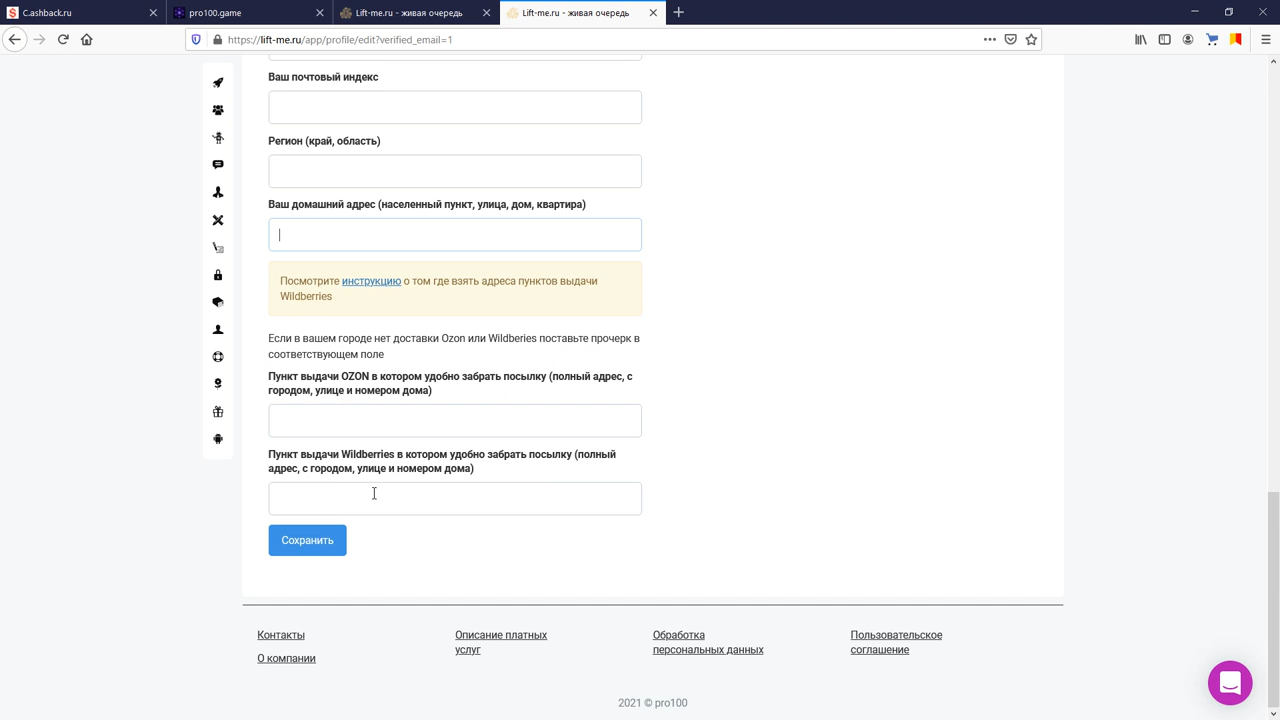 C.ashback.ru
pro100.game
Lift-me.ru - живая очередь
Lift-me.ru - живая очередь
https://lift-me.ru/app/profile/edit?verified_email=1
Ваш почтовый индекс
Регион (край, область)
Ваш домашний адрес (населенный пункт, улица, дом, квартира)
Посмотрите инструкцию о том где взять адреса пунктов выдачи
Wildberries
Если в вашем городе нет доставки Ozon или Wildberies поставьте прочерк в
соответствующем поле
Пункт выдачи OZON в котором удобно забрать посылку (полный адрес, с
городом, улице и номером дома)
Пункт выдачи Wildberries в котором удобно забрать посылку (полный
адрес, с городом, улице и номером дома)
Сохранить
Контакты
О компании
Описание платных
услуг
Обработка
персональных данных
Пользовательское
соглашение
2021 © pro100